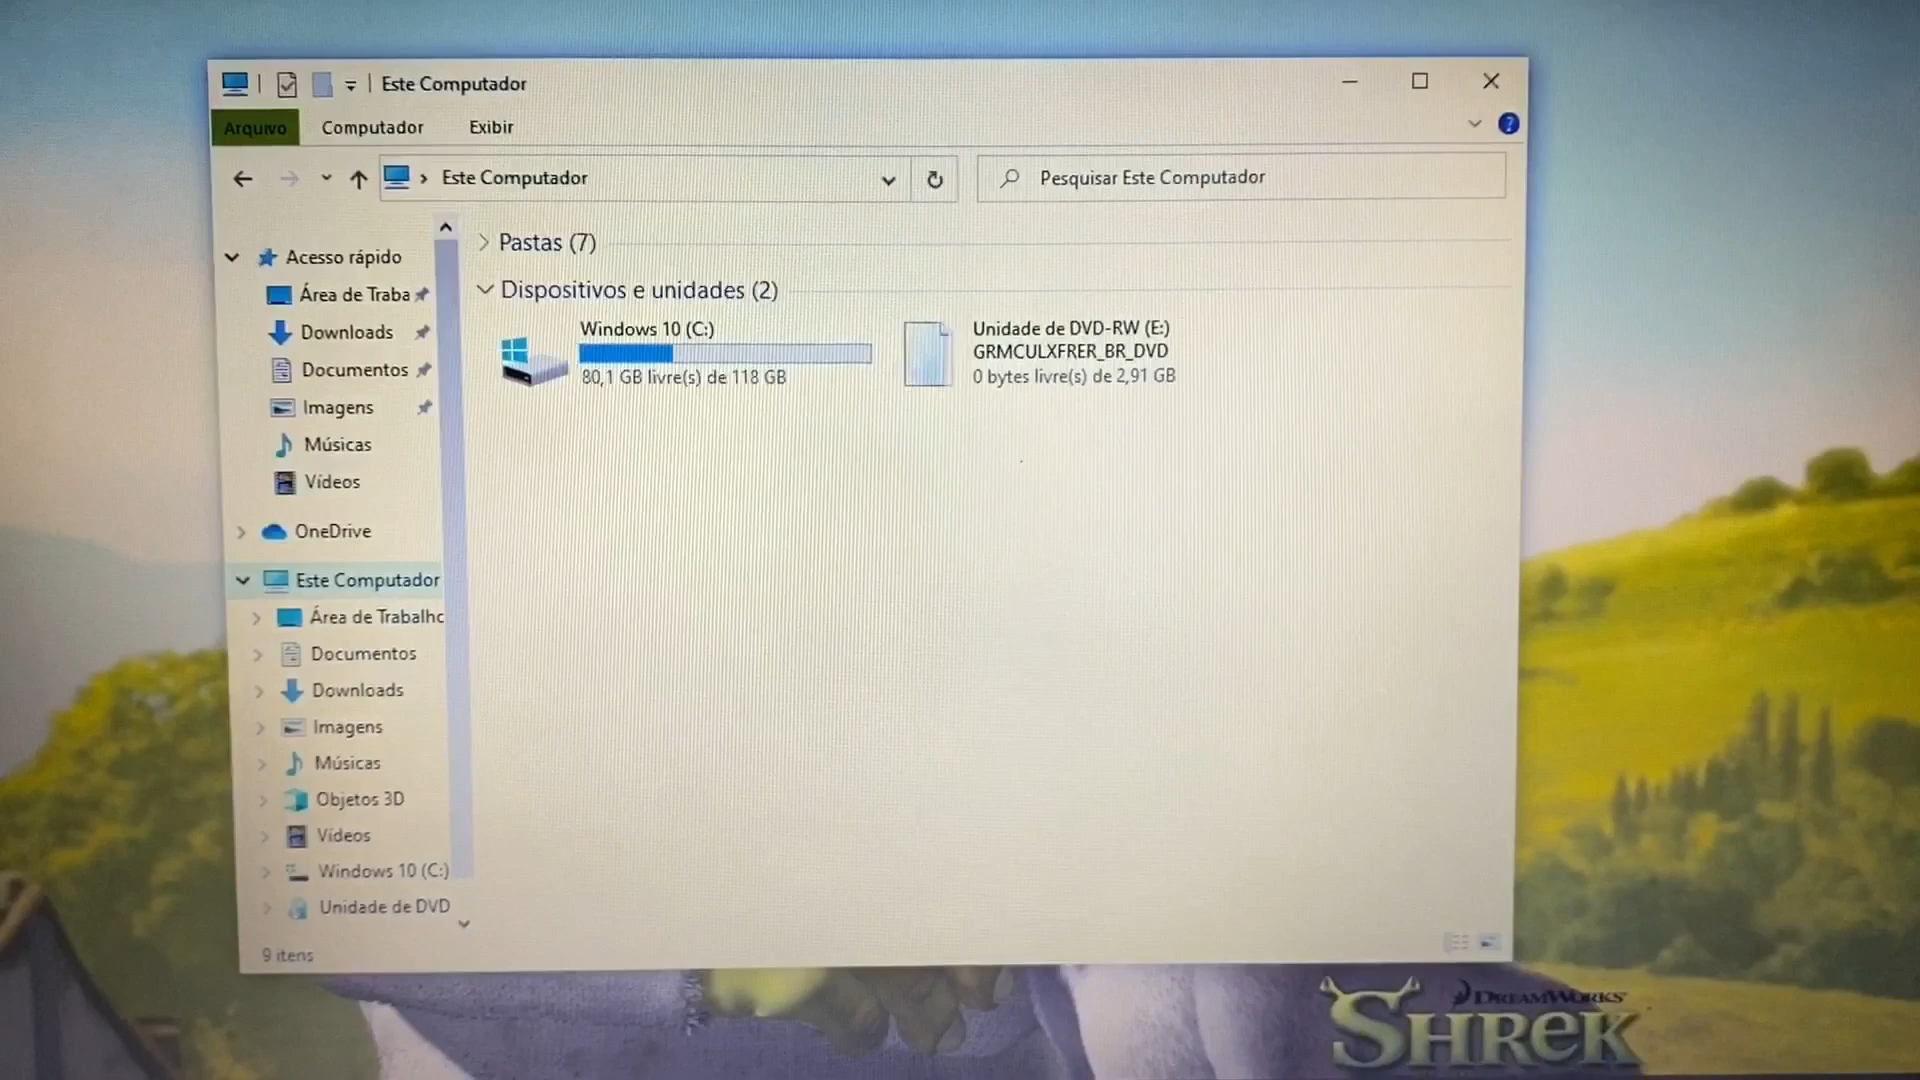 Este Computador
Arquivo Computador Exibir
Este Computador
Pesquisar Este Computador
Acesso rápido
Área de Traba
Downloads
Documentos
Imagens
Músicas
Vídeos
OneDrive
Este Computador
Área de Trabalho
Documentos
Downloads
Imagens
Músicas
Objetos 3D
Vídeos
Windows 10 (C:)
Unidade de DVD
9 itens
Pastas (7)
Dispositivos e unidades (2)
Windows 10 (C:)
80,1 GB livre(s) de 118 GB
Unidade de DVD-RW (E:)
GRMCULXFRER_BR_DVD
0 bytes livre(s) de 2,91 GB
DREAMWORKS
SHREK